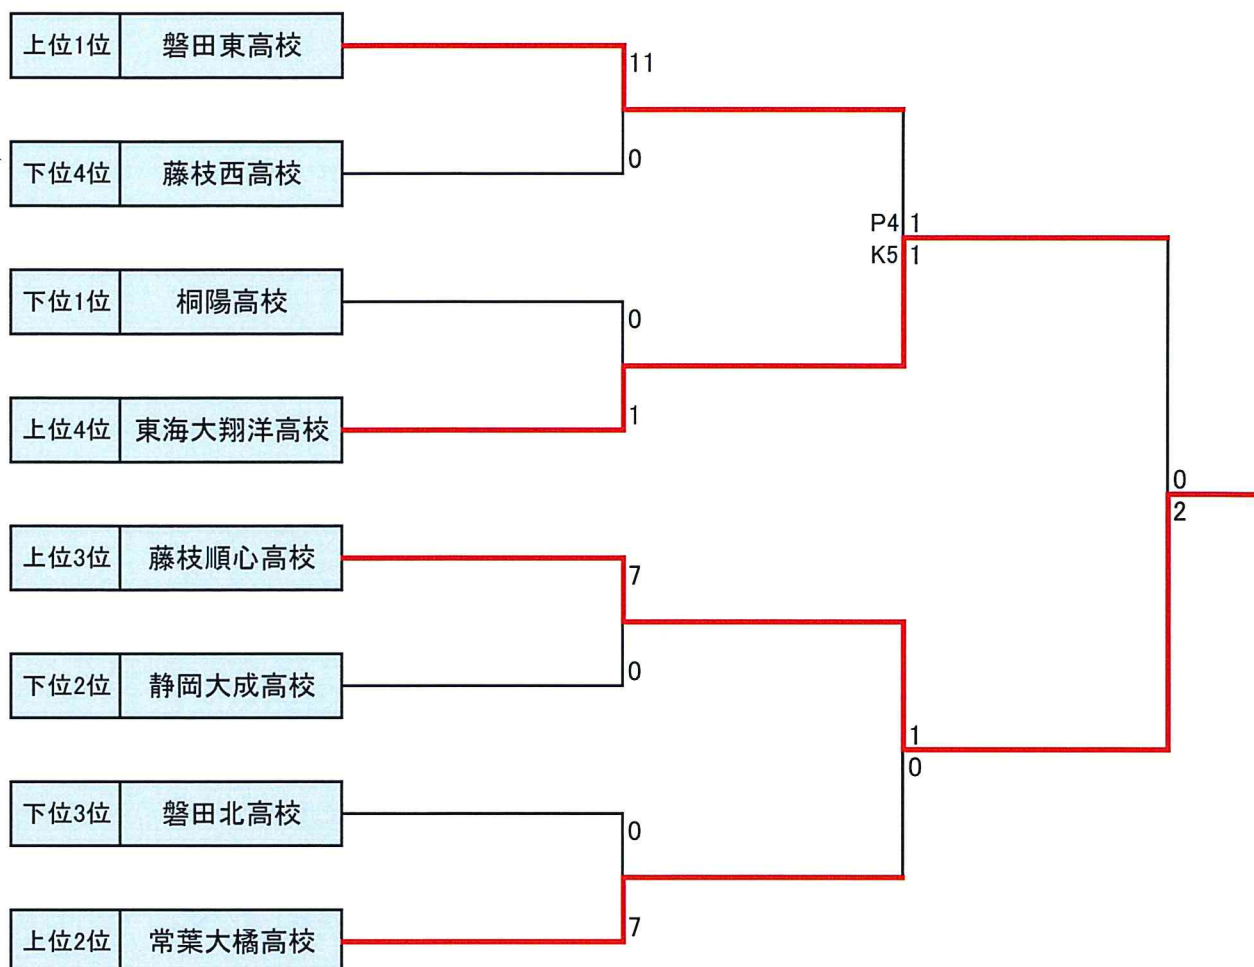 上位1位 磐田東高校
11
0
下位4位 藤枝西高校
P4 1
K5 1
下位1位 桐陽高校
0
1
上位4位 東海大翔洋高校
0
2
上位3位 藤枝順心高校
7
0
下位2位 静岡大成高校
1
0
下位3位 磐田北高校
0
7
上位2位 常葉大橘高校